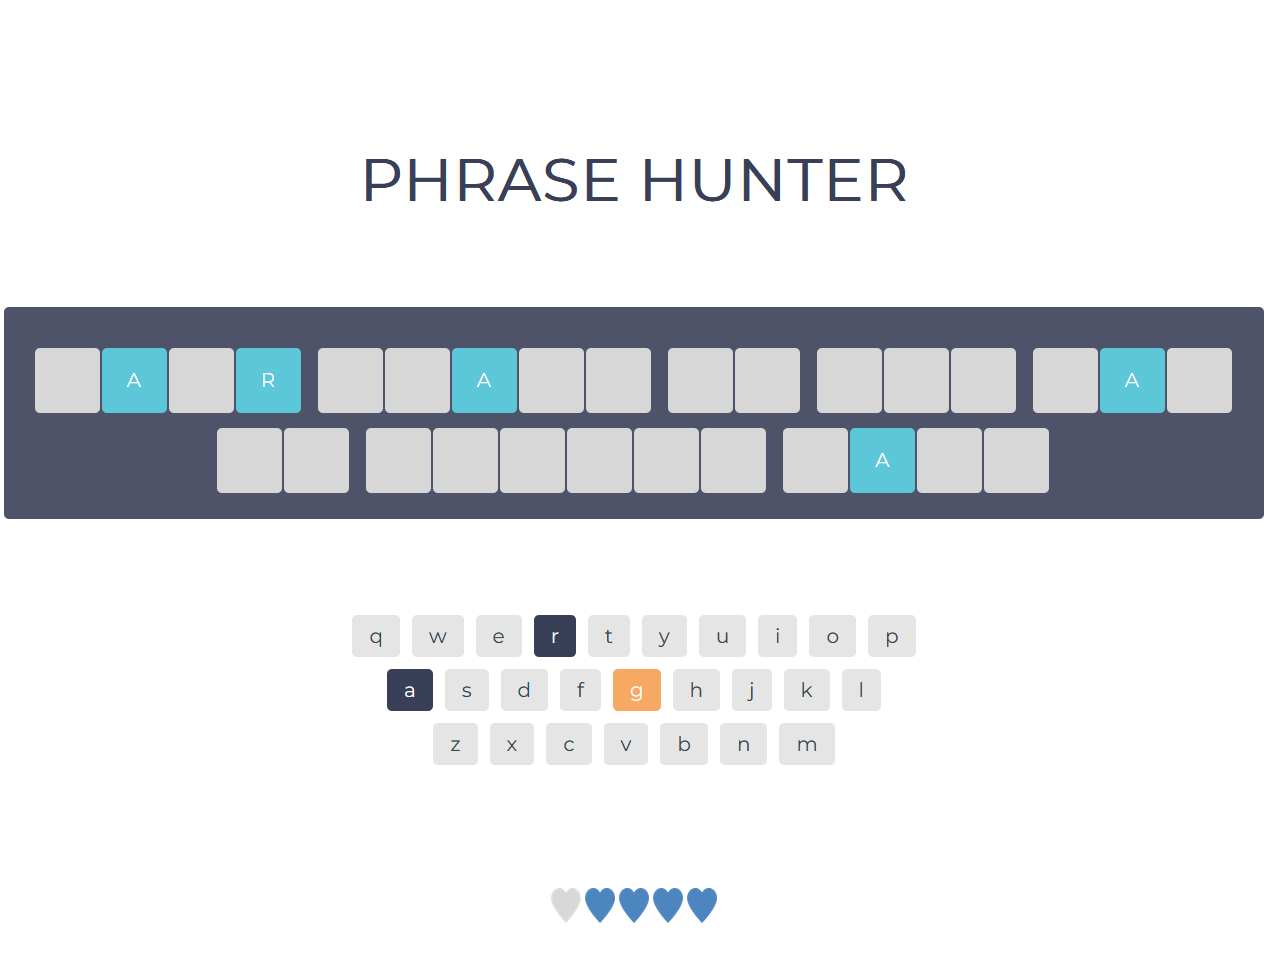 PHRASE HUNTER
A R A A
A
q w e r t y u i o p
a s d f g h j k l
z x c v b n m